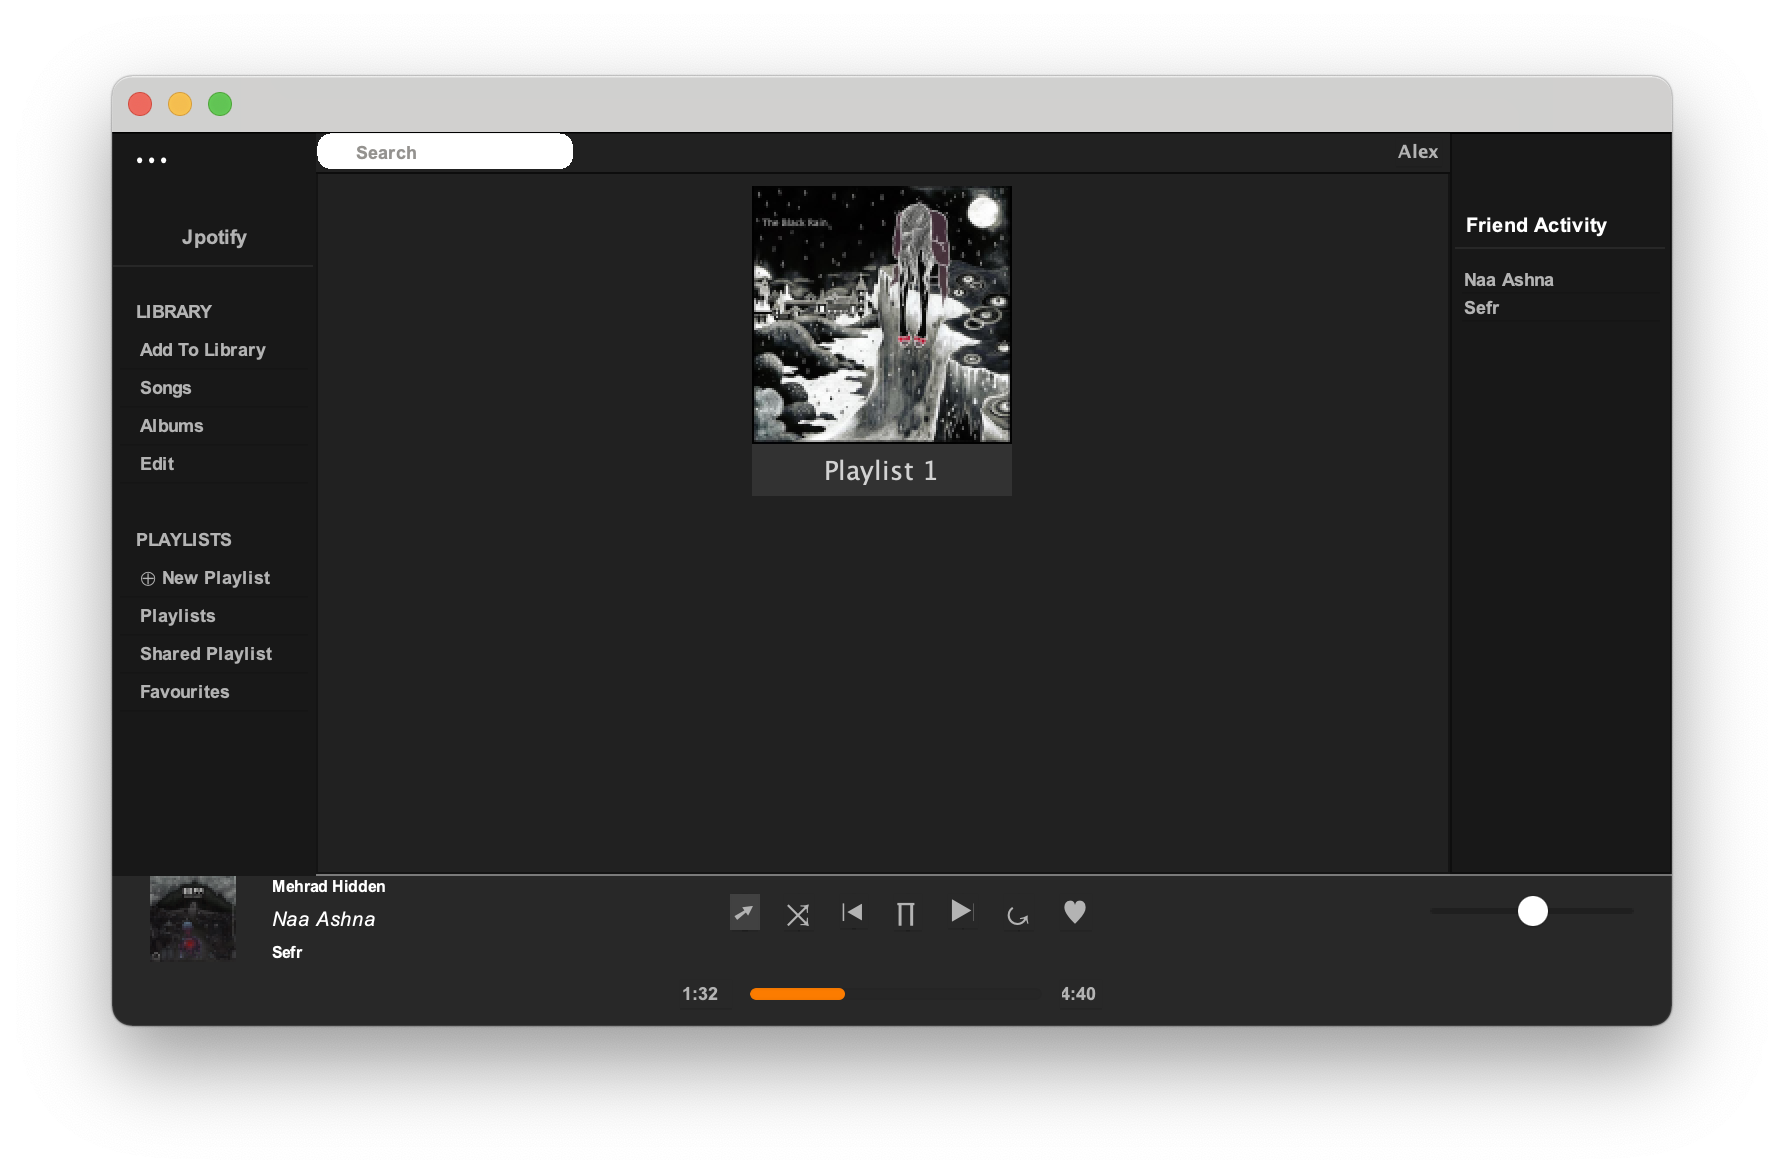 Search
Alex
Jpotify
LIBRARY
Add To Library
Songs
Albums
Edit
PLAYLISTS
⊕ New Playlist
Playlists
Shared Playlist
Favourites
The Black Rain
Playlist 1
Friend Activity
Naa Ashna
Sefr
Mehrad Hidden
Naa Ashna
Sefr
1:32
4:40